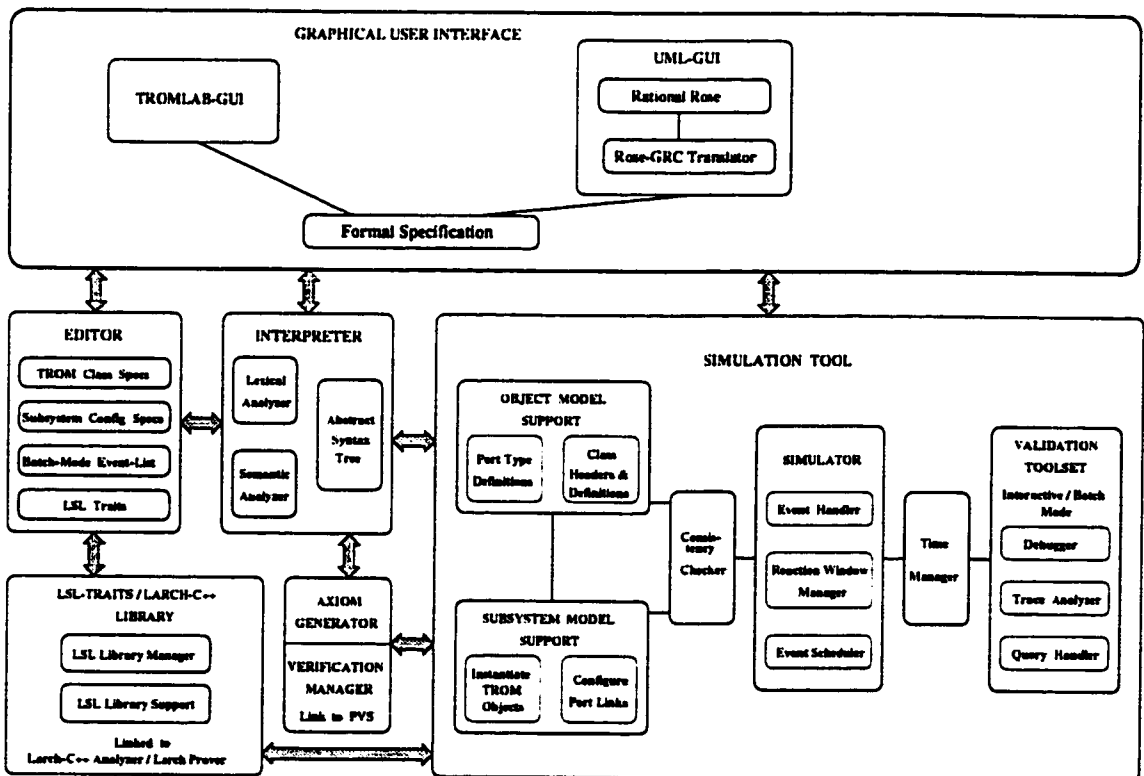 GRAPHICAL USER INTERFACE
TROMLAB-GUI
UML-GUI
Rational Rose
Rose-GRC Translator
Formal Specification
EDITOR
TROM Class Specs
Subsystem Config Specs
Batch-Mode Event-List
LSL Traits
INTERPRETER
Lexical
Analyzer
Semantic
Analyzer
Abstract
Syntax
Tree
SIMULATION TOOL
OBJECT MODEL
SUPPORT
Port Type
Definitions
Class
Headers &
Definitions
SUBSYSTEM MODEL
SUPPORT
Instantiate
TROM
Objects
Configure
Port Links
Consis-
tency
Checker
SIMULATOR
Event Handler
Reaction Window
Manager
Event Scheduler
Time
Manager
VALIDATION
TOOLSET
Interactive / Batch
Mode
Debugger
Trace Analyzer
Query Handler
LSL-TRAITS / LARCH-C++
LIBRARY
LSL Library Manager
LSL Library Support
Linked to
Larch-C++ Analyzer / Larch Prover
AXIOM
GENERATOR
VERIFICATION
MANAGER
Link to PVS